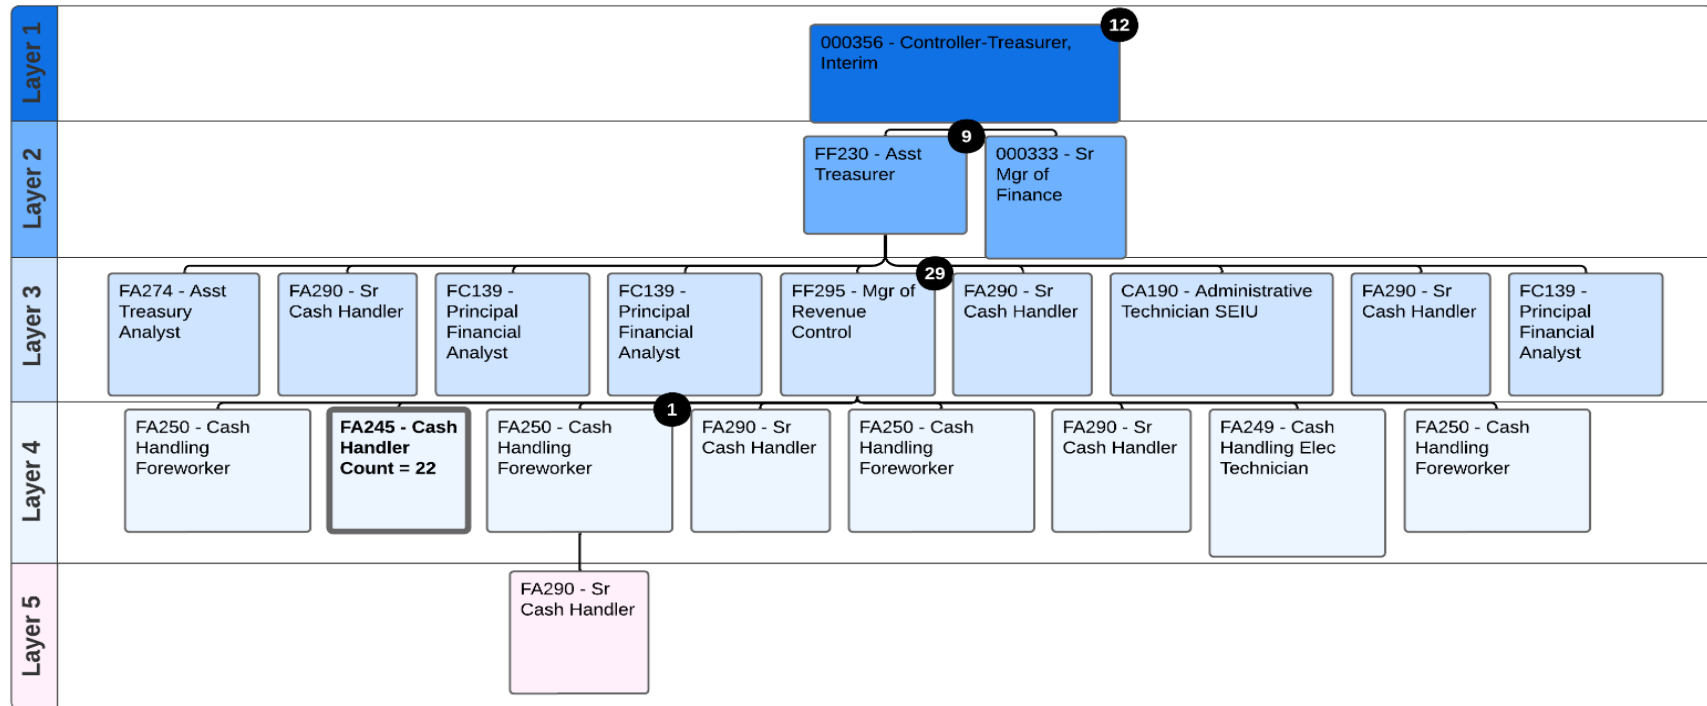 Layer 1
12
000356 - Controller-Treasurer,
Interim
Layer 2
9
FF230 - Asst
Treasurer
000333 - Sr
Mgr of
Finance
Layer 3
29
FA274 - Asst
Treasury
Analyst
FA290 - Sr
Cash Handler
FC139 -
Principal
Financial
Analyst
FC139 -
Principal
Financial
Analyst
FF295 - Mgr of
Revenue
Control
FA290 - Sr
Cash Handler
CA190 - Administrative
Technician SEIU
FA290 - Sr
Cash Handler
FC139 -
Principal
Financial
Analyst
Layer 4
1
FA250 - Cash
Handling
Foreworker
FA245 - Cash
Handler
Count = 22
FA250 - Cash
Handling
Foreworker
FA290 - Sr
Cash Handler
FA250 - Cash
Handling
Foreworker
FA290 - Sr
Cash Handler
FA249 - Cash
Handling Elec
Technician
FA250 - Cash
Handling
Foreworker
Layer 5
FA290 - Sr
Cash Handler